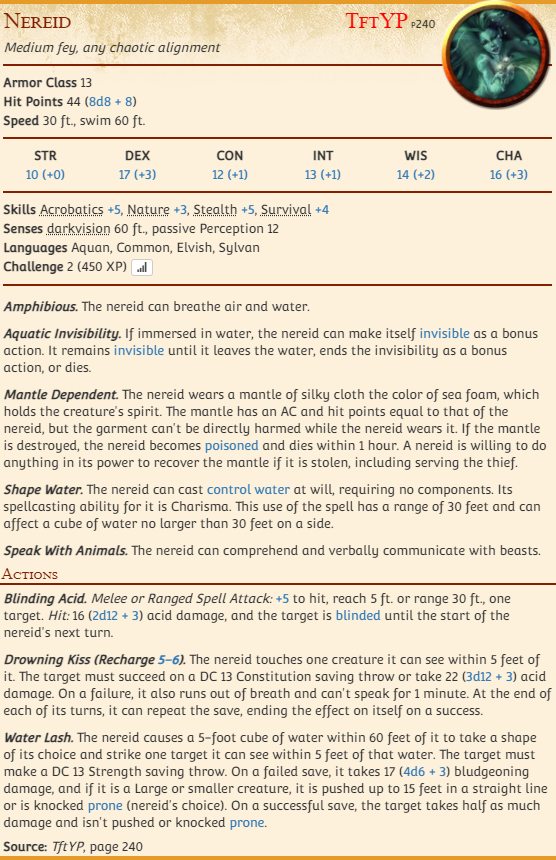 Nereid TftYP p240
Medium fey, any chaotic alignment
Armor Class 13
Hit Points 44 (8d8 + 8)
Speed 30 ft., swim 60 ft.
STR DEX CON INT WIS CHA
10 (+0) 17 (+3) 12 (+1) 13 (+1) 14 (+2) 16 (+3)
Skills Acrobatics +5, Nature +3, Stealth +5, Survival +4
Senses darkvision 60 ft., passive Perception 12
Languages Aquan, Common, Elvish, Sylvan
Challenge 2 (450 XP)
Amphibious. The nereid can breathe air and water.
Aquatic Invisibility. If immersed in water, the nereid can make itself invisible as a bonus
action. It remains invisible until it leaves the water, ends the invisibility as a bonus
action, or dies.
Mantle Dependent. The nereid wears a mantle of silky cloth the color of sea foam, which
holds the creature's spirit. The mantle has an AC and hit points equal to that of the
nereid, but the garment can't be directly harmed while the nereid wears it. If the mantle
is destroyed, the nereid becomes poisoned and dies within 1 hour. A nereid is willing to do
anything in its power to recover the mantle if it is stolen, including serving the thief.
Shape Water. The nereid can cast control water at will, requiring no components. Its
spellcasting ability for it is Charisma. This use of the spell has a range of 30 feet and can
affect a cube of water no larger than 30 feet on a side.
Speak With Animals. The nereid can comprehend and verbally communicate with beasts.
Actions
Blinding Acid. Melee or Ranged Spell Attack: +5 to hit, reach 5 ft. or range 30 ft., one
target. Hit: 16 (2d12 + 3) acid damage, and the target is blinded until the start of the
nereid's next turn.
Drowning Kiss (Recharge 5–6). The nereid touches one creature it can see within 5 feet of
it. The target must succeed on a DC 13 Constitution saving throw or take 22 (3d12 + 3) acid
damage. On a failure, it also runs out of breath and can't speak for 1 minute. At the end of
each of its turns, it can repeat the save, ending the effect on itself on a success.
Water Lash. The nereid causes a 5-foot cube of water within 60 feet of it to take a shape
of its choice and strike one target it can see within 5 feet of that water. The target must
make a DC 13 Strength saving throw. On a failed save, it takes 17 (4d6 + 3) bludgeoning
damage, and if it is a Large or smaller creature, it is pushed up to 15 feet in a straight line
or is knocked prone (nereid's choice). On a successful save, the target takes half as much
damage and isn't pushed or knocked prone.
Source: TftYP, page 240